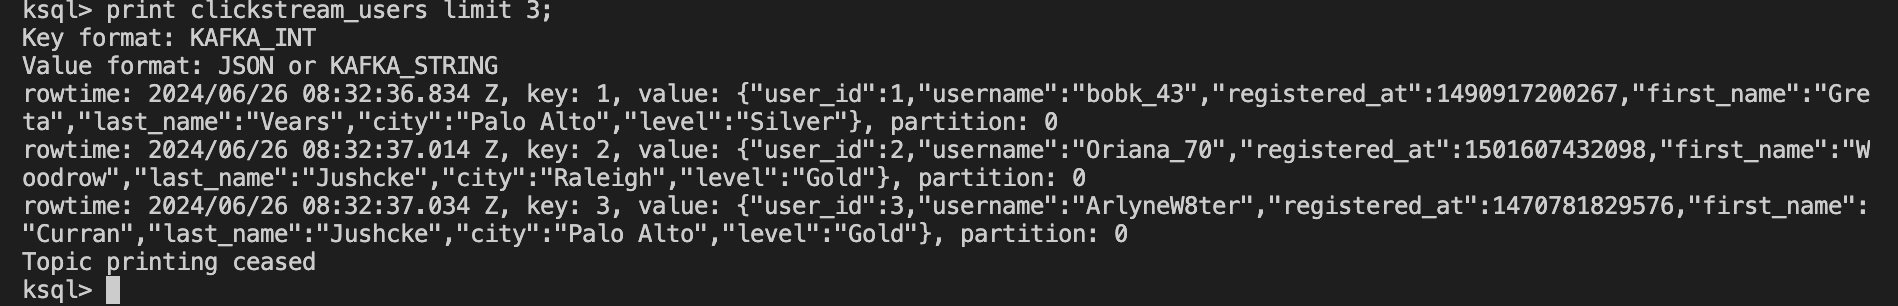 ksql> print clickstream_users limit 3;
Key format: KAFKA_INT
Value format: JSON or KAFKA_STRING
rowtime: 2024/06/26 08:32:36.834 Z, key: 1, value: {"user_id":1,"username":"bobk_43","registered_at":1490917200267,"first_name":"Gre
ta","last_name":"Vears","city":"Palo Alto","level":"Silver"}, partition: 0
rowtime: 2024/06/26 08:32:37.014 Z, key: 2, value: {"user_id":2,"username":"Oriana_70","registered_at":1501607432098,"first_name":"W
oodrow","last_name":"Jushcke","city":"Raleigh","level":"Gold"}, partition: 0
rowtime: 2024/06/26 08:32:37.034 Z, key: 3, value: {"user_id":3,"username":"ArlyneW8ter","registered_at":1470781829576,"first_name":
"Curran","last_name":"Jushcke","city":"Palo Alto","level":"Gold"}, partition: 0
Topic printing ceased
ksql>